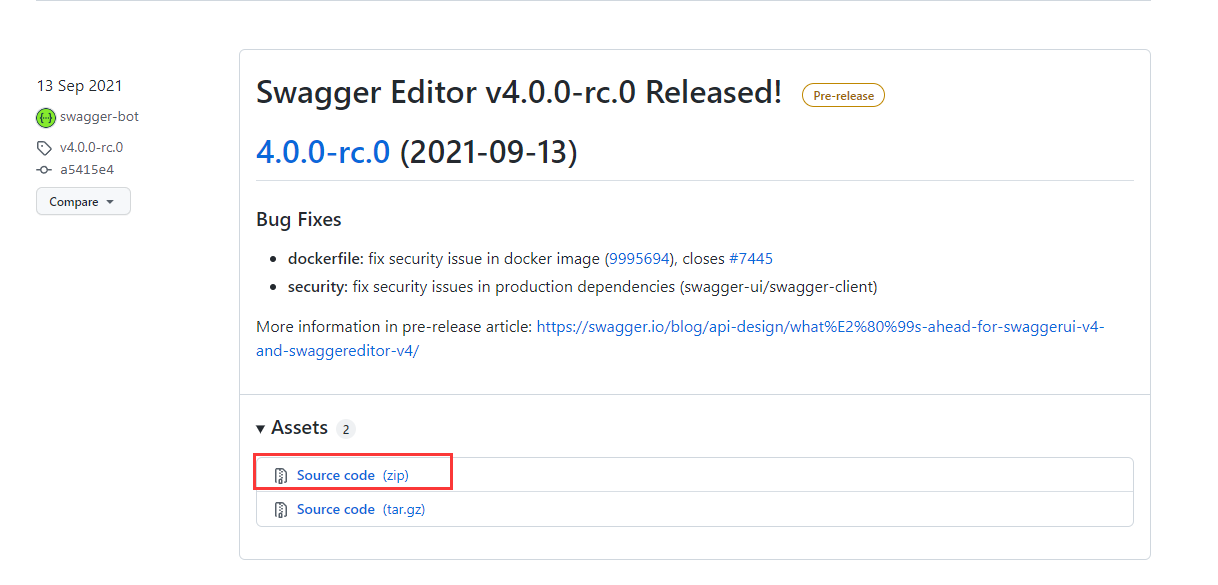 13 Sep 2021
swagger-bot
v4.0.0-rc.0
a5415e4
Compare
Swagger Editor v4.0.0-rc.0 Released!
Pre-release
4.0.0-rc.0 (2021-09-13)
Bug Fixes
dockerfile: fix security issue in docker image (9995694), closes #7445
security: fix security issues in production dependencies (swagger-ui/swagger-client)
More information in pre-release article: https://swagger.io/blog/api-design/what%E2%80%99s-ahead-for-swaggerui-v4-
and-swaggereditor-v4/
Assets 2
Source code (zip)
Source code (tar.gz)